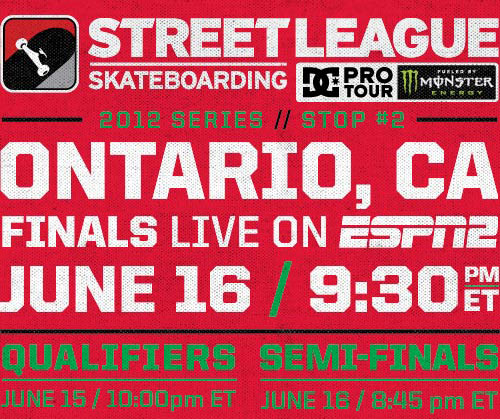 STREET LEAGUE
SKATEBOARDING
DC PRO TOUR
FUELED BY
MONSTER
ENERGY
2012 SERIES // STOP #2
ONTARIO, CA
FINALS LIVE ON ESPN2
JUNE 16 / 9:30 PM ET
QUALIFIERS
JUNE 15 / 10:00pm ET
SEMI-FINALS
JUNE 16 / 8:45 pm ET